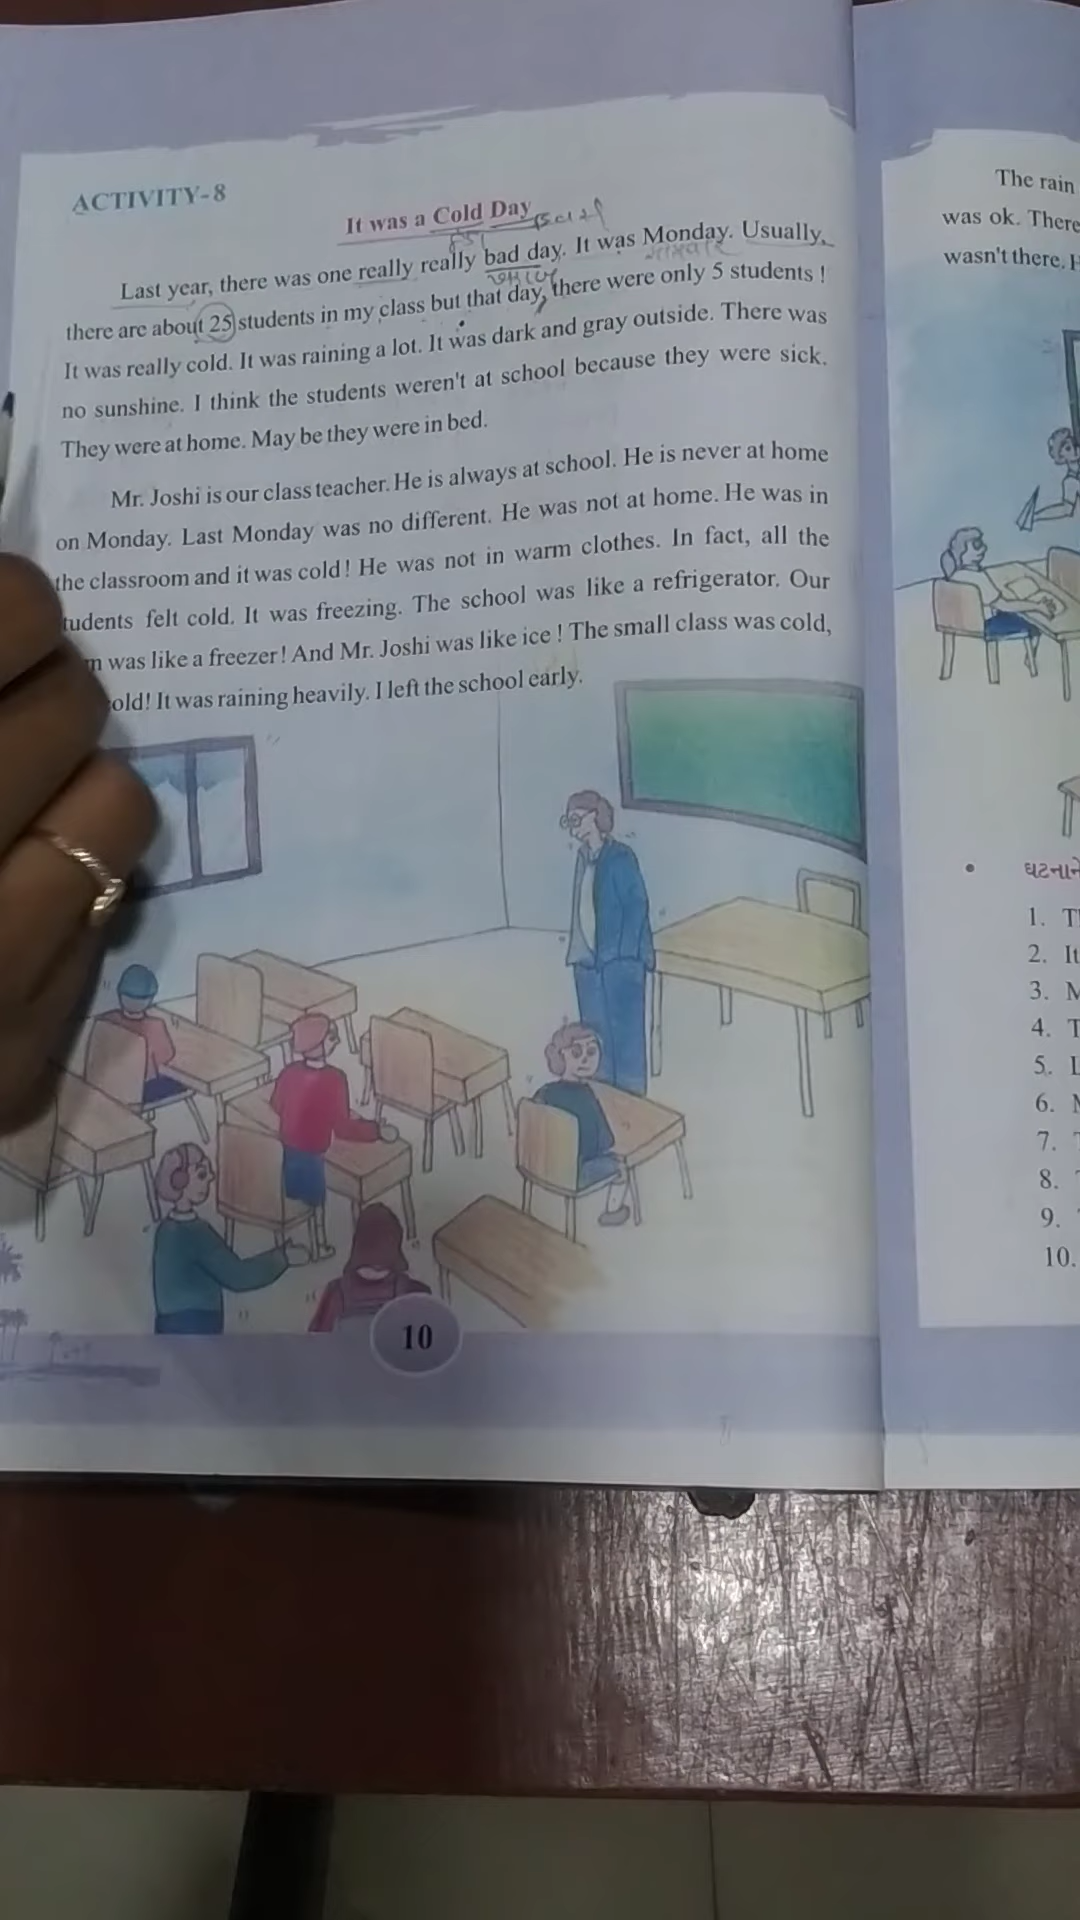 ACTIVITY-8
It was a Cold Day
Last year, there was one really really bad day. It was Monday. Usually,
there are about 25 students in my class but that day, there were only 5 students !
It was really cold. It was raining a lot. It was dark and gray outside. There was
no sunshine. I think the students weren't at school because they were sick.
They were at home. May be they were in bed.
Mr. Joshi is our class teacher. He is always at school. He is never at home
on Monday. Last Monday was no different. He was not at home. He was in
the classroom and it was cold! He was not in warm clothes. In fact, all the
tudents felt cold. It was freezing. The school was like a refrigerator. Our
was like a freezer! And Mr. Joshi was like ice ! The small class was cold,
old! It was raining heavily. I left the school early.
10
The rain
was ok. There
wasn't there.
• ઘટનાને
1.
2. It
3.
4.
5.
6.
7.
8.
9.
10.